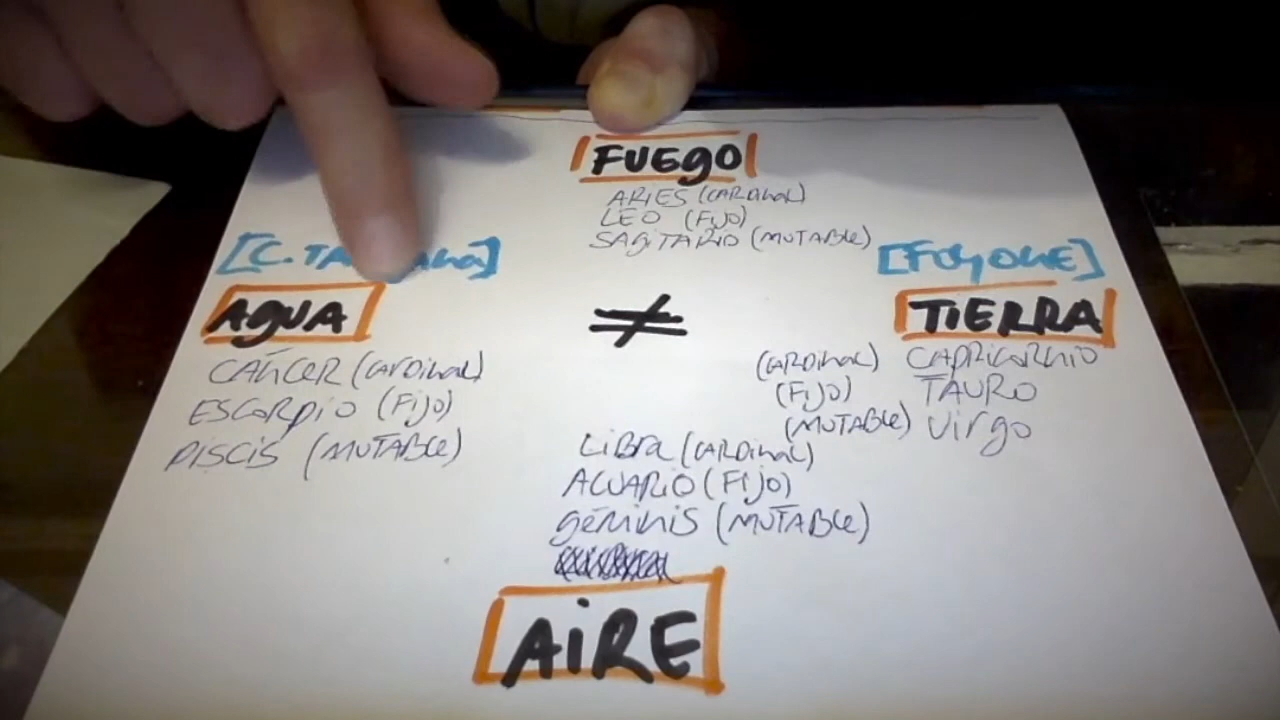 FUEGO
ARIES (CARDINAL)
LEO (FIJO)
SAGITARIO (MUTABLE)
[C.
AGUA
CÁNCER (CARDINAL)
ESCORPIO (FIJO)
PISCIS (MUTABLE)
≠
TIERRA
(CARDINAL) CAPRICORNIO
(FIJO) TAURO
(MUTABLE) Virgo
LIBRA (CARDINAL)
ACUARIO (FIJO)
GÉMINIS (MUTABLE)
AIRE